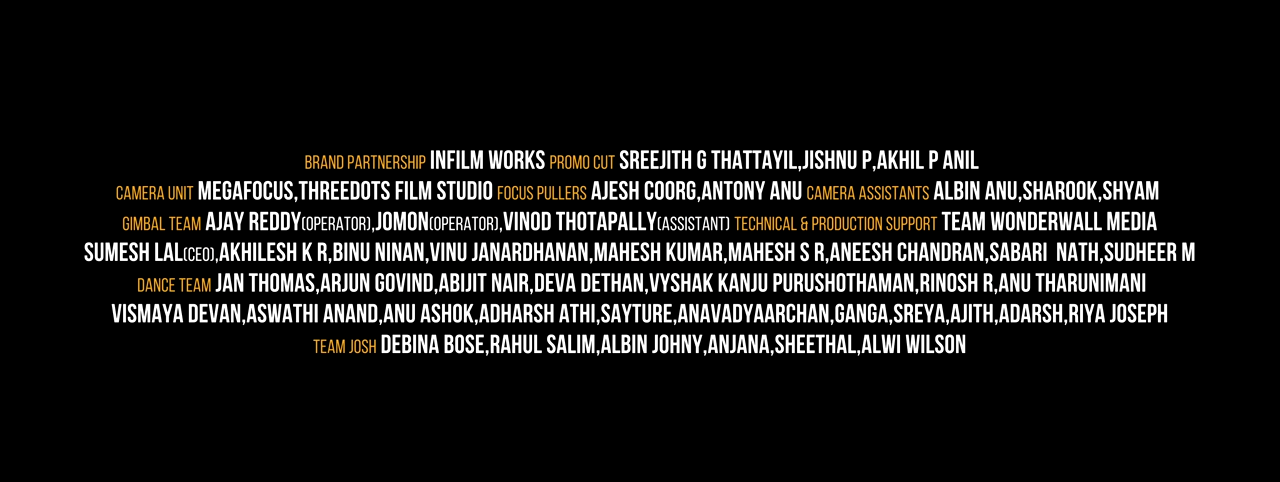 BRAND PARTNERSHIP INFILM WORKS PROMO CUT SREEJITH G THATTAYIL,JISHNU P,AKHIL P ANIL
CAMERA UNIT MEGAFOCUS,THREEDOTS FILM STUDIO FOCUS PULLERS AJESH COORG,ANTONY ANU CAMERA ASSISTANTS ALBIN ANU,SHAROOK,SHYAM
GIMBAL TEAM AJAY REDDY(OPERATOR),JOMON(OPERATOR),VINOD THOTAPALLY(ASSISTANT) TECHNICAL & PRODUCTION SUPPORT TEAM WONDERWALL MEDIA
SUMESH LAL(CEO),AKHILESH K R,BINU NINAN,VINU JANARDHANAN,MAHESH KUMAR,MAHESH S R,ANEESH CHANDRAN,SABARI  NATH,SUDHEER M
DANCE TEAM JAN THOMAS,ARJUN GOVIND,ABIJIT NAIR,DEVA DETHAN,VYSHAK KANJU PURUSHOTHAMAN,RINOSH R,ANU THARUNIMANI
VISMAYA DEVAN,ASWATHI ANAND,ANU ASHOK,ADHARSH ATHI,SAYTURE,ANAVADYAARCHAN,GANGA,SREYA,AJITH,ADARSH,RIYA JOSEPH
TEAM JOSH DEBINA BOSE,RAHUL SALIM,ALBIN JOHNY,ANJANA,SHEETHAL,ALWI WILSON